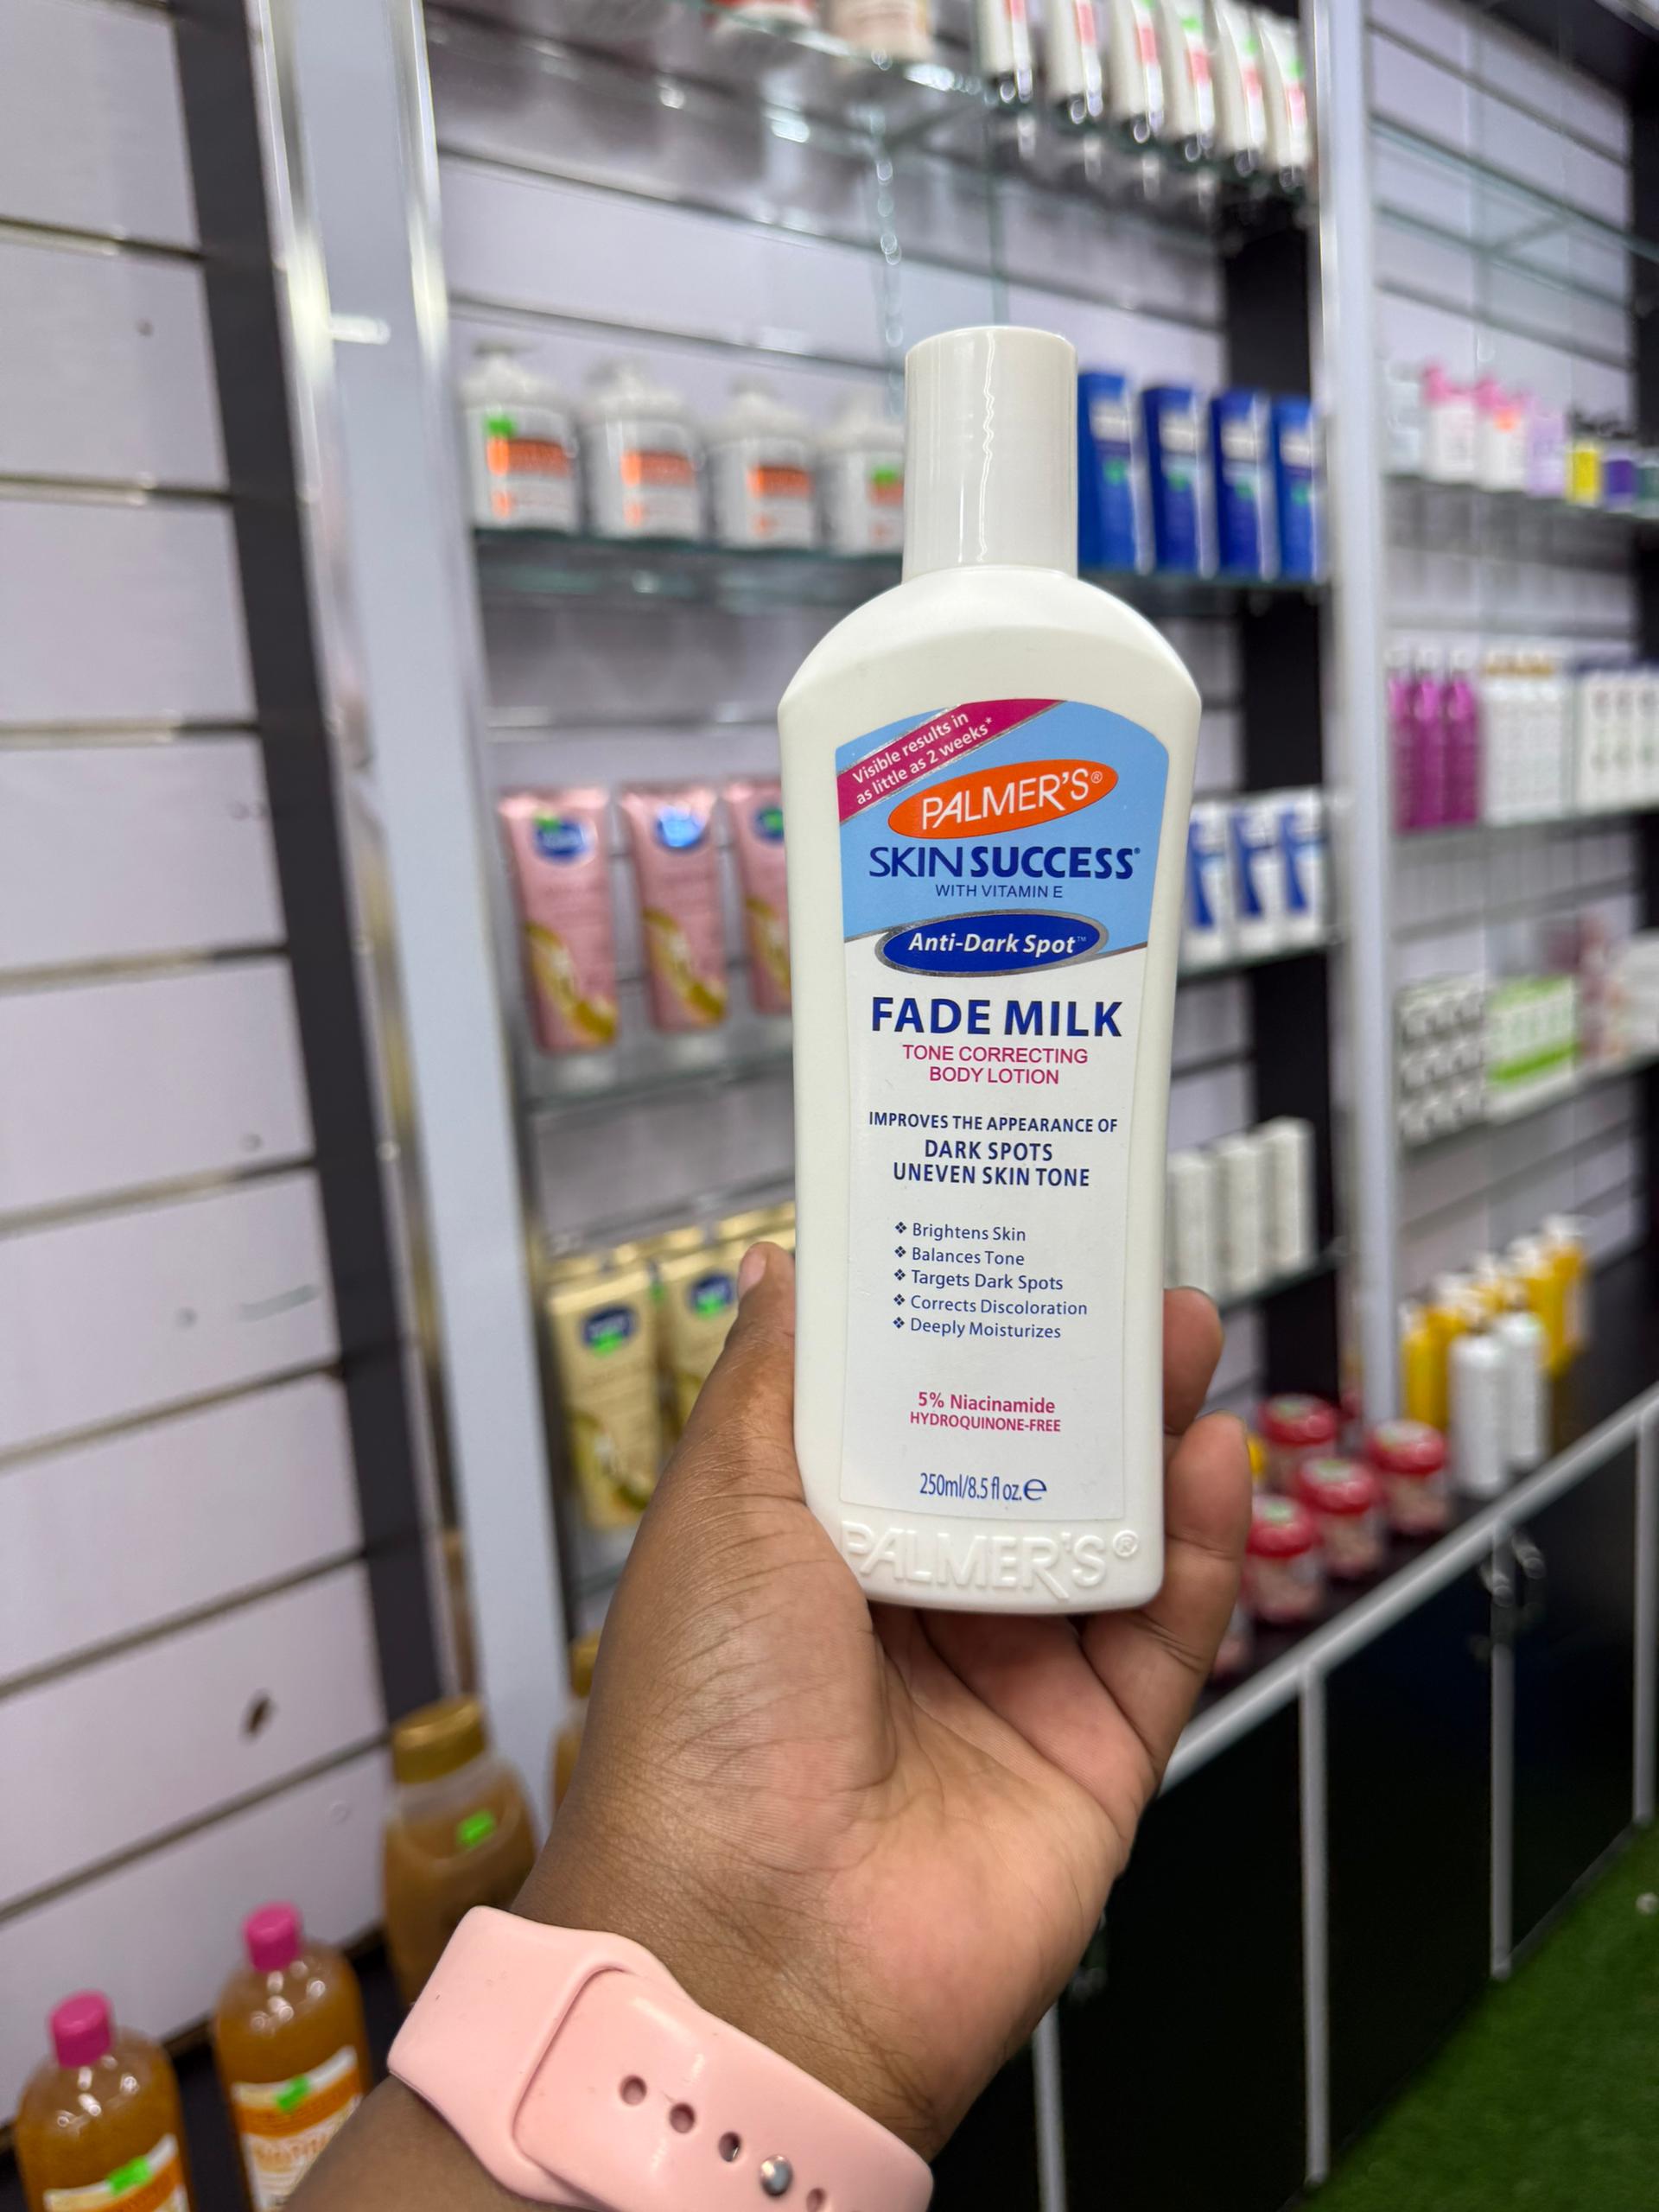 Visible results in
as little as 2 weeks*
PALMER'S®
SKIN SUCCESS®
WITH VITAMIN E
Anti-Dark Spot™
FADE MILK
TONE CORRECTING
BODY LOTION
IMPROVES THE APPEARANCE OF
DARK SPOTS
UNEVEN SKIN TONE
❖ Brightens Skin
❖ Balances Tone
❖ Targets Dark Spots
❖ Corrects Discoloration
❖ Deeply Moisturizes
5% Niacinamide
HYDROQUINONE-FREE
250ml/8.5 fl oz.℮
PALMER'S®